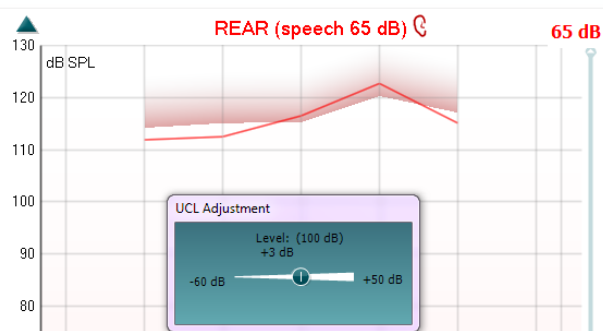 REAR (speech 65 dB)
65 dB
130
dB SPL
120
110
100
90
80
UCL Adjustment
Level: (100 dB)
+3 dB
-60 dB
+50 dB